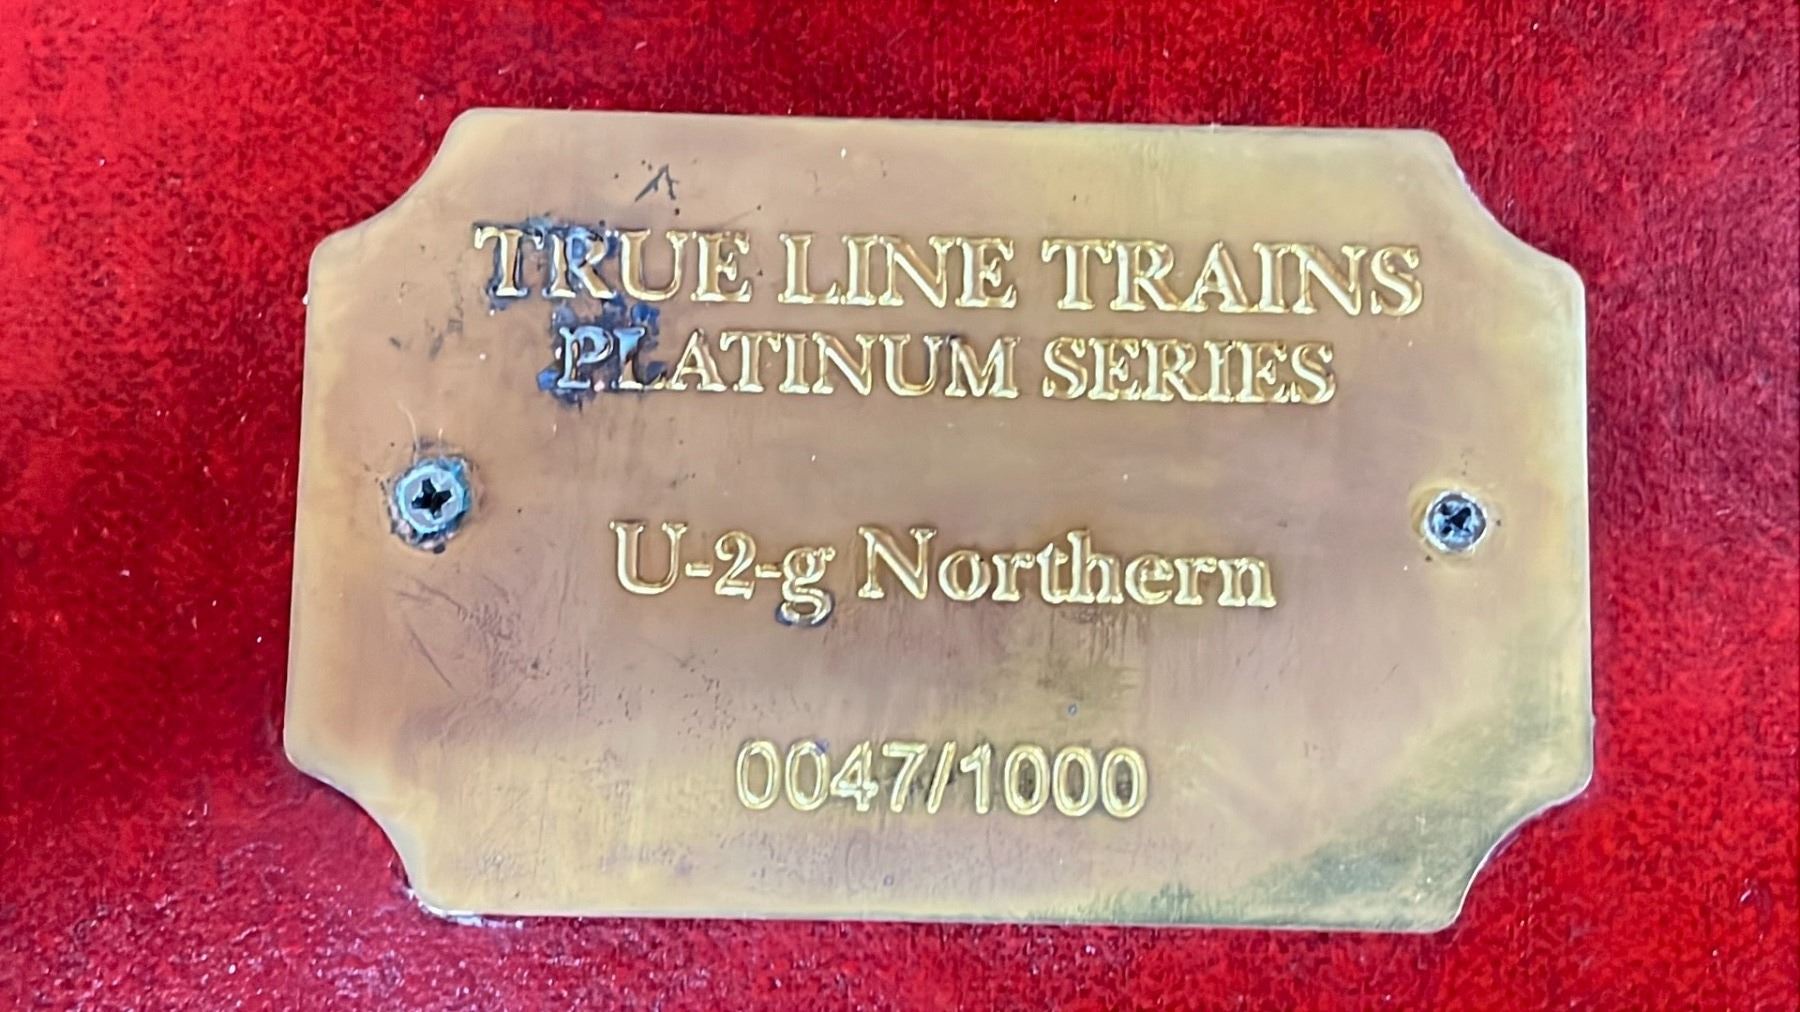 TRUE LINE TRAINS
PLATINUM SERIES
U-2-g Northern
0047/1000